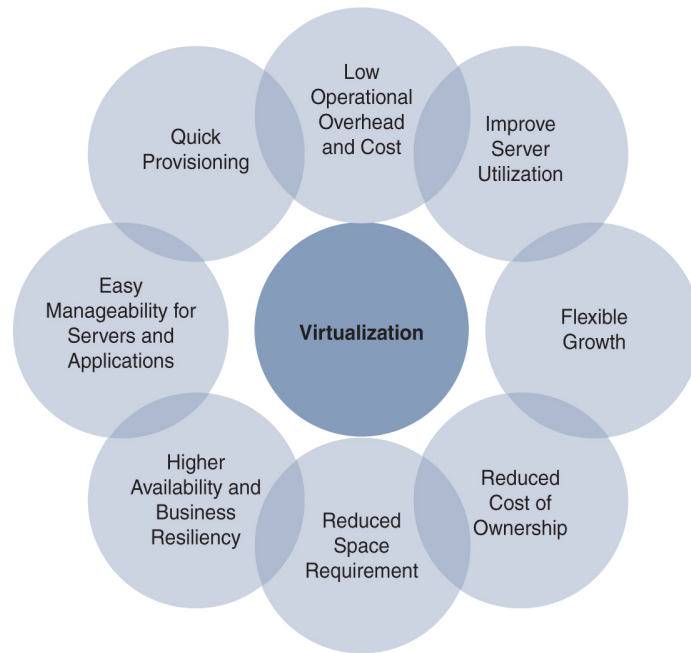 Low
Operational
Overhead
and Cost
Improve
Server
Utilization
Flexible
Growth
Reduced
Cost of
Ownership
Reduced
Space
Requirement
Higher
Availability and
Business
Resiliency
Easy
Manageability for
Servers and
Applications
Quick
Provisioning
Virtualization